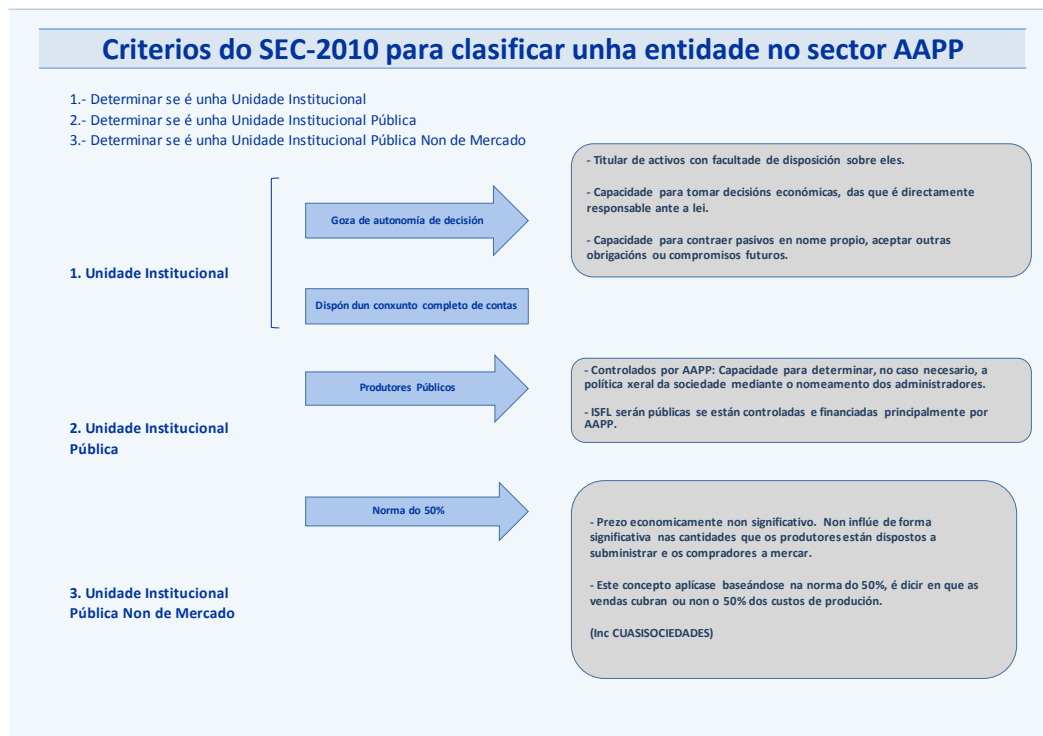 Criterios do SEC-2010 para clasificar unha entidade no sector AAPP
1.- Determinar se é unha Unidade Institucional
2.- Determinar se é unha Unidade Institucional Pública
3.- Determinar se é unha Unidade Institucional Pública Non de Mercado
1. Unidade Institucional
Goza de autonomía de decisión
- Titular de activos con facultade de disposición sobre eles.
- Capacidade para tomar decisións económicas, das que é directamente
responsable ante a lei.
- Capacidade para contraer pasivos en nome propio, aceptar outras
obrigacións ou compromisos futuros.
Dispón dun conxunto completo de contas
2. Unidade Institucional
Pública
Produtores Públicos
- Controlados por AAPP: Capacidade para determinar, no caso necesario, a
política xeral da sociedade mediante o nomeamento dos administradores.
- ISFL serán públicas se están controladas e financiadas principalmente por
AAPP.
3. Unidade Institucional
Pública Non de Mercado
Norma do 50%
- Prezo economicamente non significativo. Non inflúe de forma
significativa nas cantidades que os produtores están dispostos a
subministrar e os compradores a mercar.
- Este concepto aplícase baseándose na norma do 50%, é dicir en que as
vendas cubran ou non o 50% dos custos de produción.
(Inc CUASISOCIEDADES)